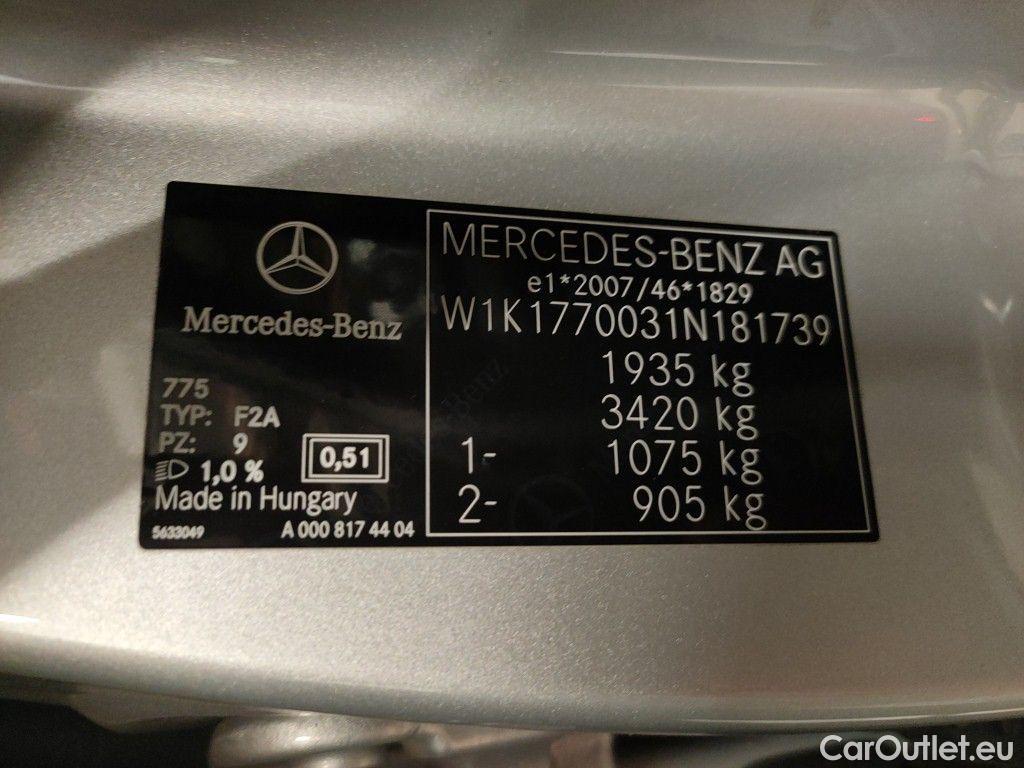 Mercedes-Benz
775
TYP: F2A
PZ: 9
1,0 %
0,51
Made in Hungary
5633049
A 000 817 44 04
MERCEDES-BENZ AG
e1*2007/46*1829
W1K1770031N181739
1935 kg
3420 kg
1- 1075 kg
2- 905 kg
CarOutlet.eu